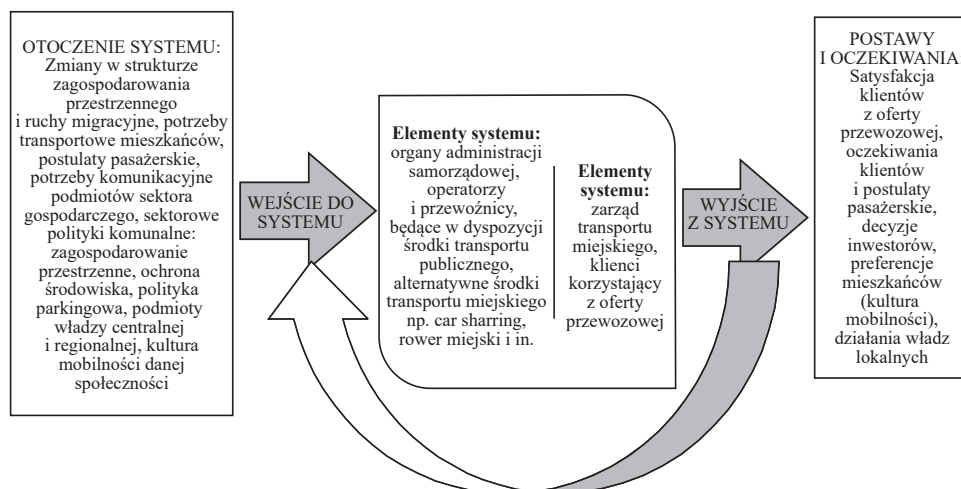 OTOCZENIE SYSTEMU:
Zmiany w strukturze
zagospodarowania
przestrzennego
i ruchy migracyjne, potrzeby
transportowe mieszkańców,
postulaty pasażerskie,
potrzeby komunikacyjne
podmiotów sektora
gospodarczego, sektorowe
polityki komunalne:
zagospodarowanie
przestrzenne, ochrona
środowiska, polityka
parkingowa, podmioty
władzy centralnej
i regionalnej, kultura
mobilności danej
społeczności
WEJŚCIE DO
SYSTEMU
Elementy systemu:
organy administracji
samorządowej,
operatorzy
i przewoźnicy,
będące w dyspozycji
środki transportu
publicznego,
alternatywne środki
transportu miejskiego
np. car sharring,
rower miejski i in.
Elementy
systemu:
zarząd
transportu
miejskiego,
klienci
korzystający
z oferty
przewozowej
WYJŚCIE
Z SYSTEMU
POSTAWY
I OCZEKIWANIA:
Satysfakcja
klientów
z oferty
przewozowej,
oczekiwania
klientów
i postulaty
pasażerskie,
decyzje
inwestorów,
preferencje
mieszkańców
(kultura
mobilności),
działania władz
lokalnych